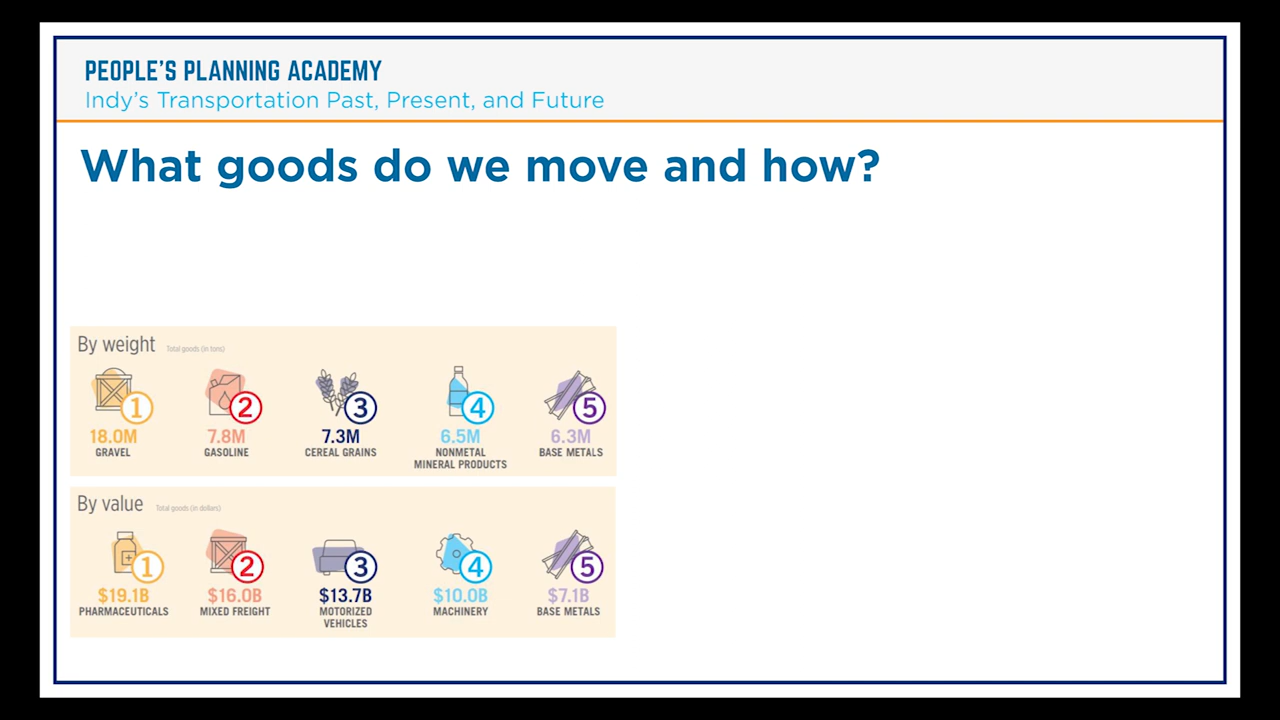 PEOPLE'S PLANNING ACADEMY
Indy's Transportation Past, Present, and Future
What goods do we move and how?
By weight Total goods (in tons)
1 2 3 4 5
18.0M 7.8M 7.3M 6.5M 6.3M
GRAVEL GASOLINE CEREAL GRAINS NONMETAL BASE METALS
MINERAL PRODUCTS
By value Total goods (in dollars)
1 2 3 4 5
$19.1B $16.0B $13.7B $10.0B $7.1B
PHARMACEUTICALS MIXED FREIGHT MOTORIZED MACHINERY BASE METALS
VEHICLES